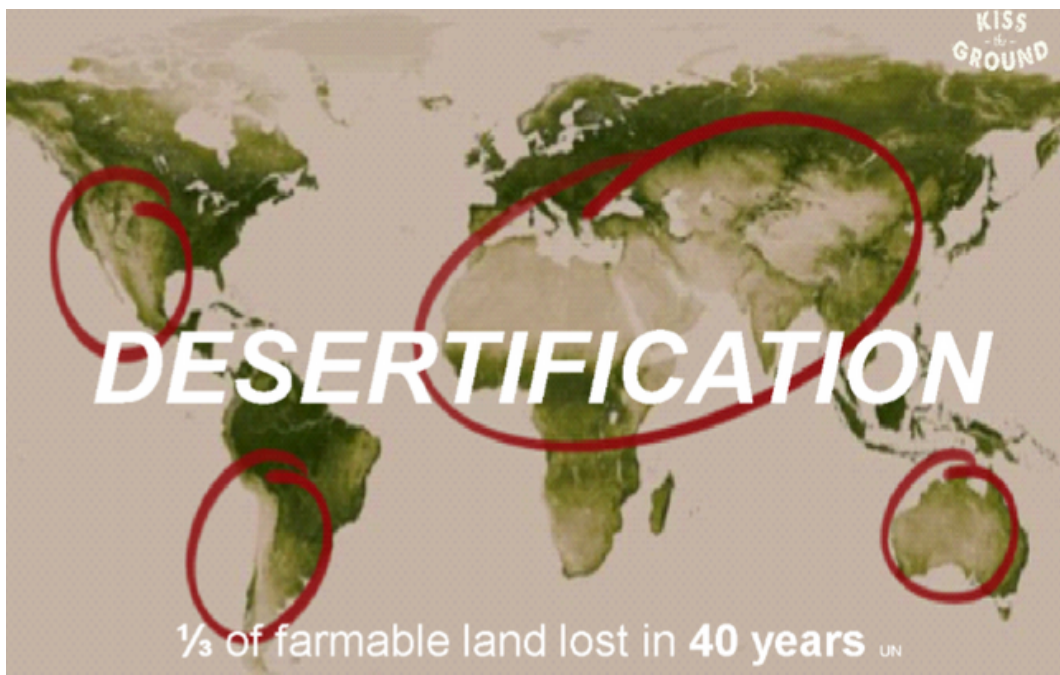 KISS
- the -
GROUND
DESERTIFICATION
⅓ of farmable land lost in 40 years UN